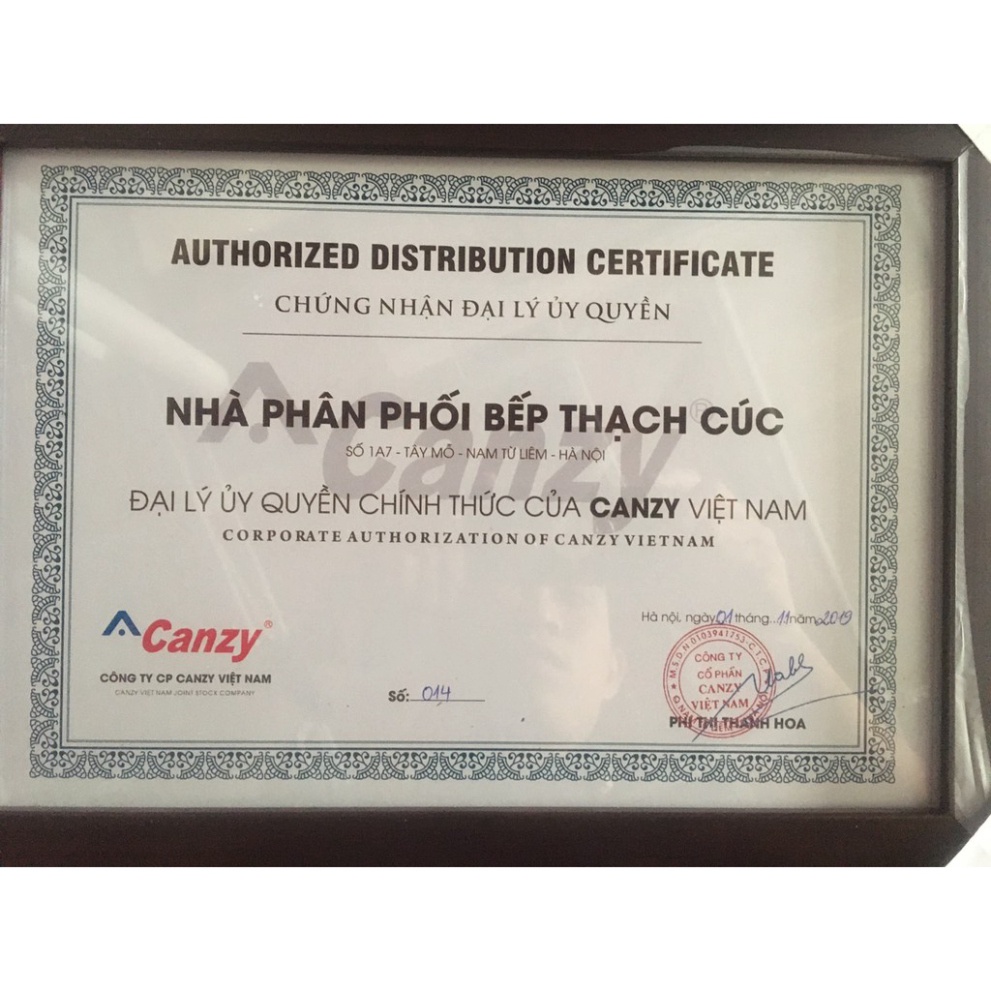 AUTHORIZED DISTRIBUTION CERTIFICATE
CHỨNG NHẬN ĐẠI LÝ ỦY QUYỀN
Canzy®
NHÀ PHÂN PHỐI BẾP THẠCH CÚC
SỐ 1A7 - TÂY MỖ - NAM TỪ LIÊM - HÀ NỘI
ĐẠI LÝ ỦY QUYỀN CHÍNH THỨC CỦA CANZY VIỆT NAM
CORPORATE AUTHORIZATION OF CANZY VIETNAM
Canzy®
CÔNG TY CP CANZY VIỆT NAM
CANZY VIET NAM JOINT STOCK COMPANY
Số: 014
Hà nội, ngày 01 tháng 11 năm 2019
M.S.D.N:0103941753-C.T.C.P
CÔNG TY
CỔ PHẦN
CANZY
VIỆT NAM
PHÍ THỊ THANH HOA